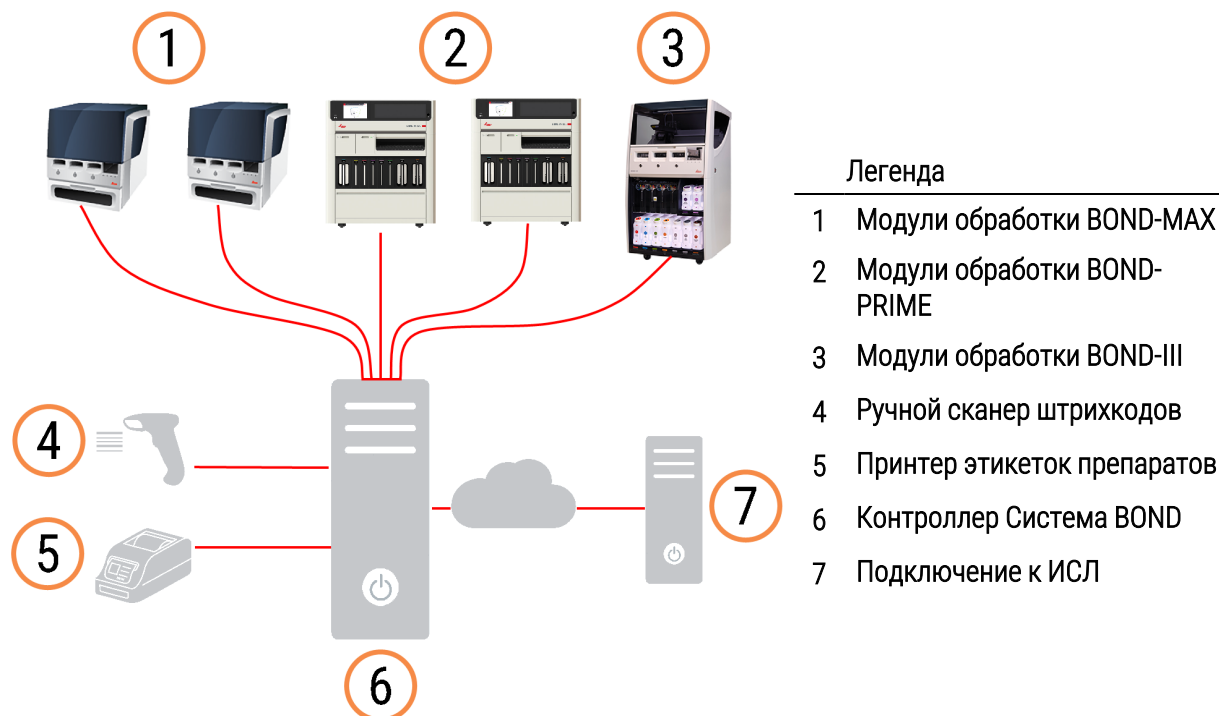 1
2
3
Легенда
1 Модули обработки BOND-MAX
2 Модули обработки BOND-
PRIME
3 Модули обработки BOND-III
4 Ручной сканер штрихкодов
5 Принтер этикеток препаратов
6 Контроллер Система BOND
7 Подключение к ИСЛ
4
5
7
6